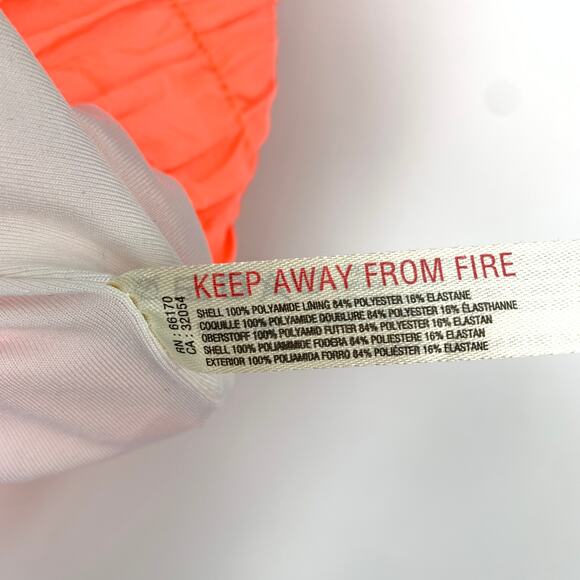 KEEP AWAY FROM FIRE
SHELL 100% POLYAMIDE LINING 84% POLYESTER 16% ELASTANE
COQUILLE 100% POLYAMIDE DOUBLURE 84% POLYESTER 16% ELASTHANNE
OBERSTOFF 100% POLYAMID FUTTER 84% POLYESTER 16% ELASTAN
SHELL 100% POLIAMMIDE FODERA 84% POLIESTERE 16% ELASTAN
EXTERIOR 100% POLIAMIDA FORRO 84% POLIÉSTER 16% ELASTANE
RN : 66170
CA : 32054